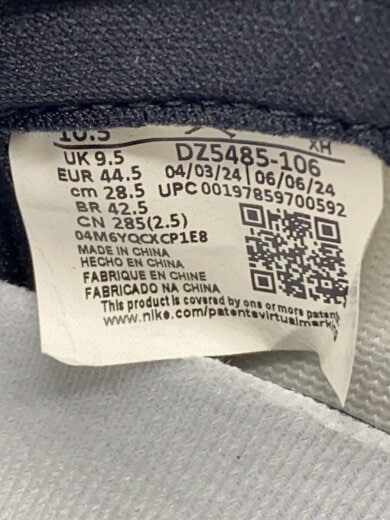 10.5 XH
UK 9.5 DZ5485-106
EUR 44.5 04/03/24 | 06/06/24
cm 28.5 UPC 00197859700592
BR 42.5
CN 285(2.5)
04M6YQCXCP1E8
MADE IN CHINA
HECHO EN CHINA
FABRIQUE EN CHINE
FABRICADO NA CHINA
This product is covered by one or more patents
www.nike.com/patentsvirtualmarking